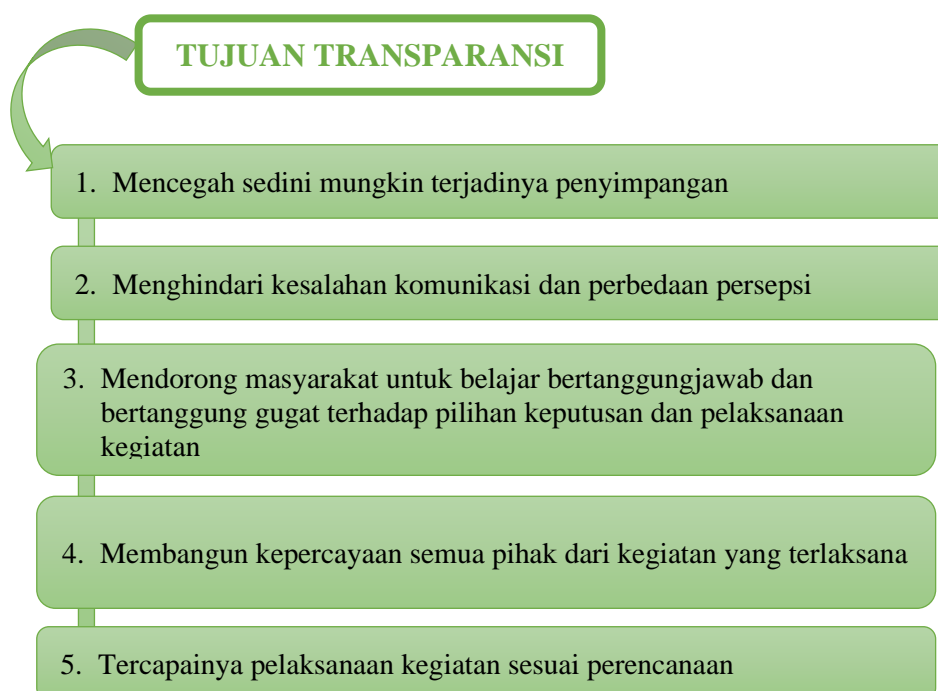 TUJUAN TRANSPARANSI
1. Mencegah sedini mungkin terjadinya penyimpangan
2. Menghindari kesalahan komunikasi dan perbedaan persepsi
3. Mendorong masyarakat untuk belajar bertanggungjawab dan
bertanggung gugat terhadap pilihan keputusan dan pelaksanaan
kegiatan
4. Membangun kepercayaan semua pihak dari kegiatan yang terlaksana
5. Tercapainya pelaksanaan kegiatan sesuai perencanaan